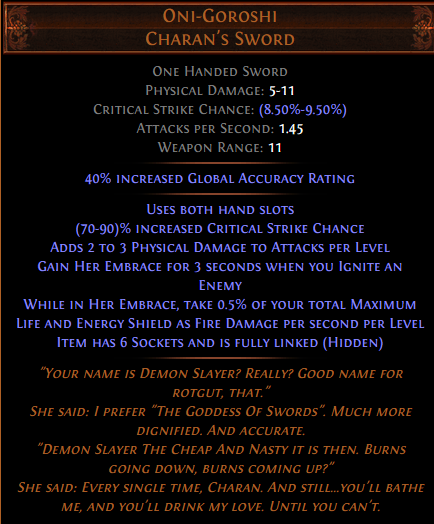 Oni-Goroshi
Charan's Sword
One Handed Sword
Physical Damage: 5-11
Critical Strike Chance: (8.50%-9.50%)
Attacks per Second: 1.45
Weapon Range: 11
40% increased Global Accuracy Rating
Uses both hand slots
(70-90)% increased Critical Strike Chance
Adds 2 to 3 Physical Damage to Attacks per Level
Gain Her Embrace for 3 seconds when you Ignite an
Enemy
While in Her Embrace, take 0.5% of your total Maximum
Life and Energy Shield as Fire Damage per second per Level
Item has 6 Sockets and is fully linked (Hidden)
"Your name is Demon Slayer? Really? Good name for
rotgut, that."
She said: I prefer "The Goddess Of Swords". Much more
dignified. And accurate.
"Demon Slayer The Cheap And Nasty it is then. Burns
going down, burns coming up?"
She said: Every single time, Charan. And still...you'll bathe
me, and you'll drink my love. Until you can't.